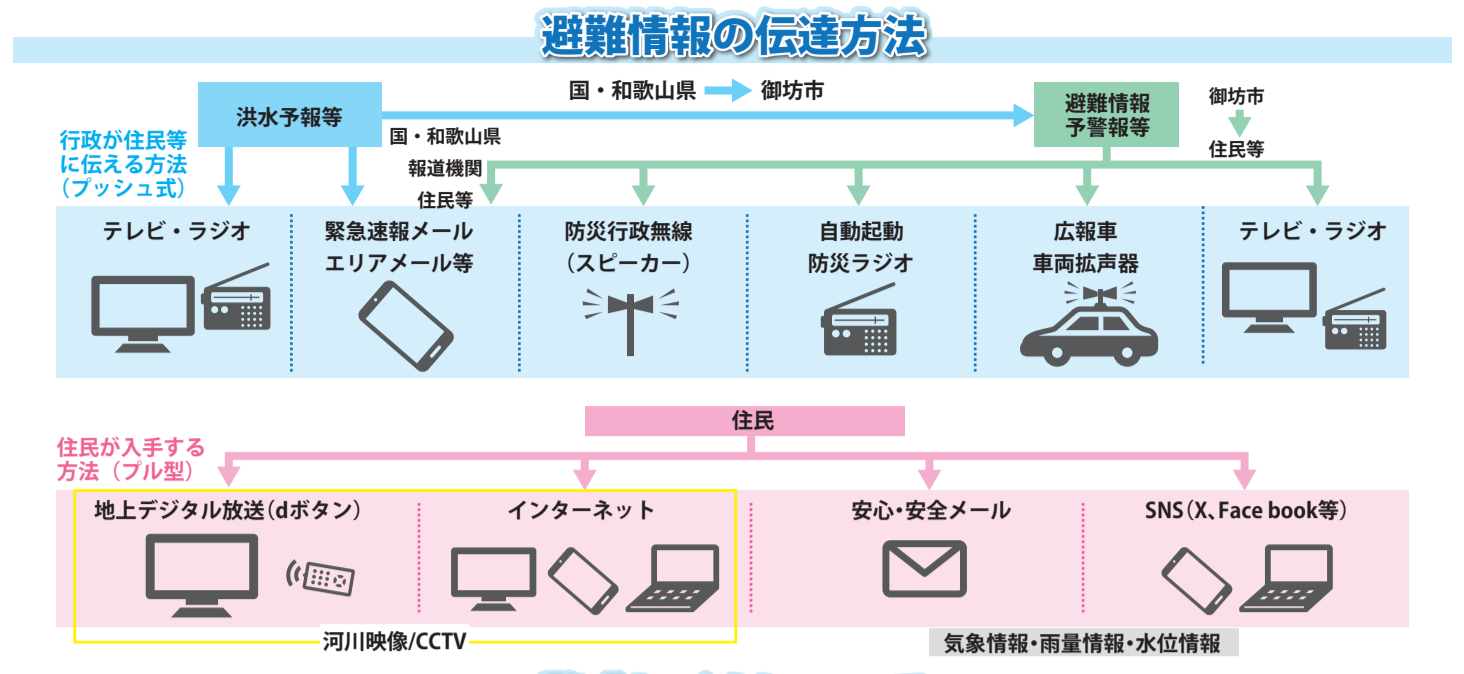 避難情報の伝達方法
国・和歌山県 御坊市
洪水予報等
避難情報
予警報等
御坊市
住民等
行政が住民等
に伝える方法
（プッシュ式）
国・和歌山県
報道機関
住民等
テレビ・ラジオ
緊急速報メール
エリアメール等
防災行政無線
（スピーカー）
自動起動
防災ラジオ
広報車
車両拡声器
テレビ・ラジオ
住民
住民が入手する
方法（プル型）
地上デジタル放送（dボタン）
インターネット
安心・安全メール
SNS（X、Face book等）
河川映像/CCTV
気象情報・雨量情報・水位情報